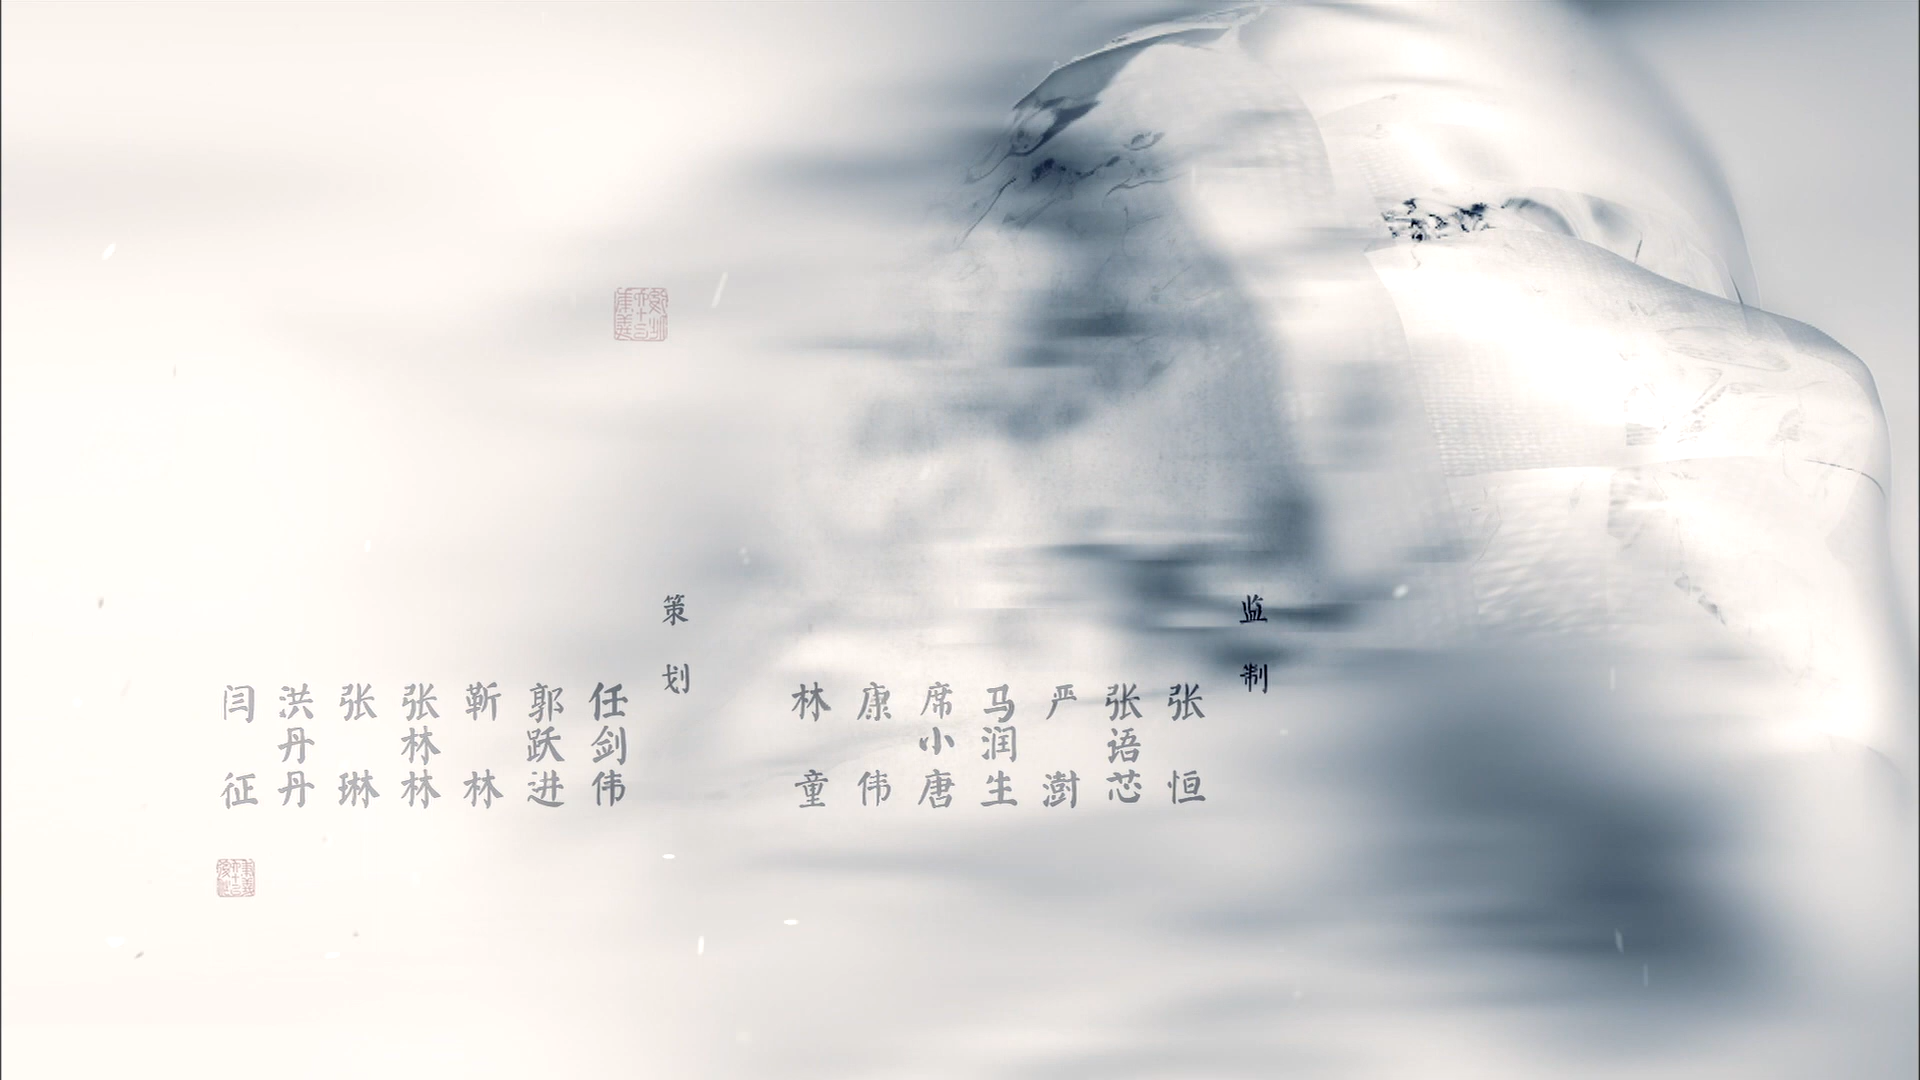 监制
张恒
张语芯
严澍
马润生
席小唐
康伟
林童
策划
任剑伟
郭跃进
靳林
张林林
张琳
洪丹丹
闫征